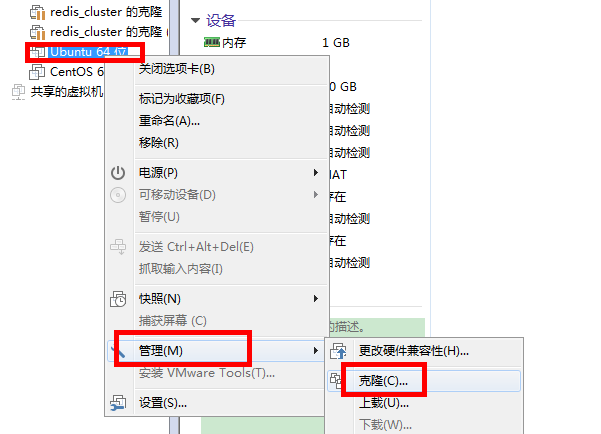 redis_cluster 的克隆
redis_cluster 的克隆
Ubuntu 64 位
CentOS 6
共享的虚拟机
设备
内存
1 GB
0 GB
自动检测
自动检测
自动检测
NAT
存在
自动检测
存在
自动检测
的描述。
关闭选项卡(B)
标记为收藏项(F)
重命名(A)...
移除(R)
电源(P)
可移动设备(D)
暂停(U)
发送 Ctrl+Alt+Del(E)
抓取输入内容(I)
快照(N)
捕获屏幕 (C)
管理(M)
安装 VMware Tools(T)...
设置(S)...
更改硬件兼容性(H)...
克隆(C)...
上载(U)...
下载(W)...